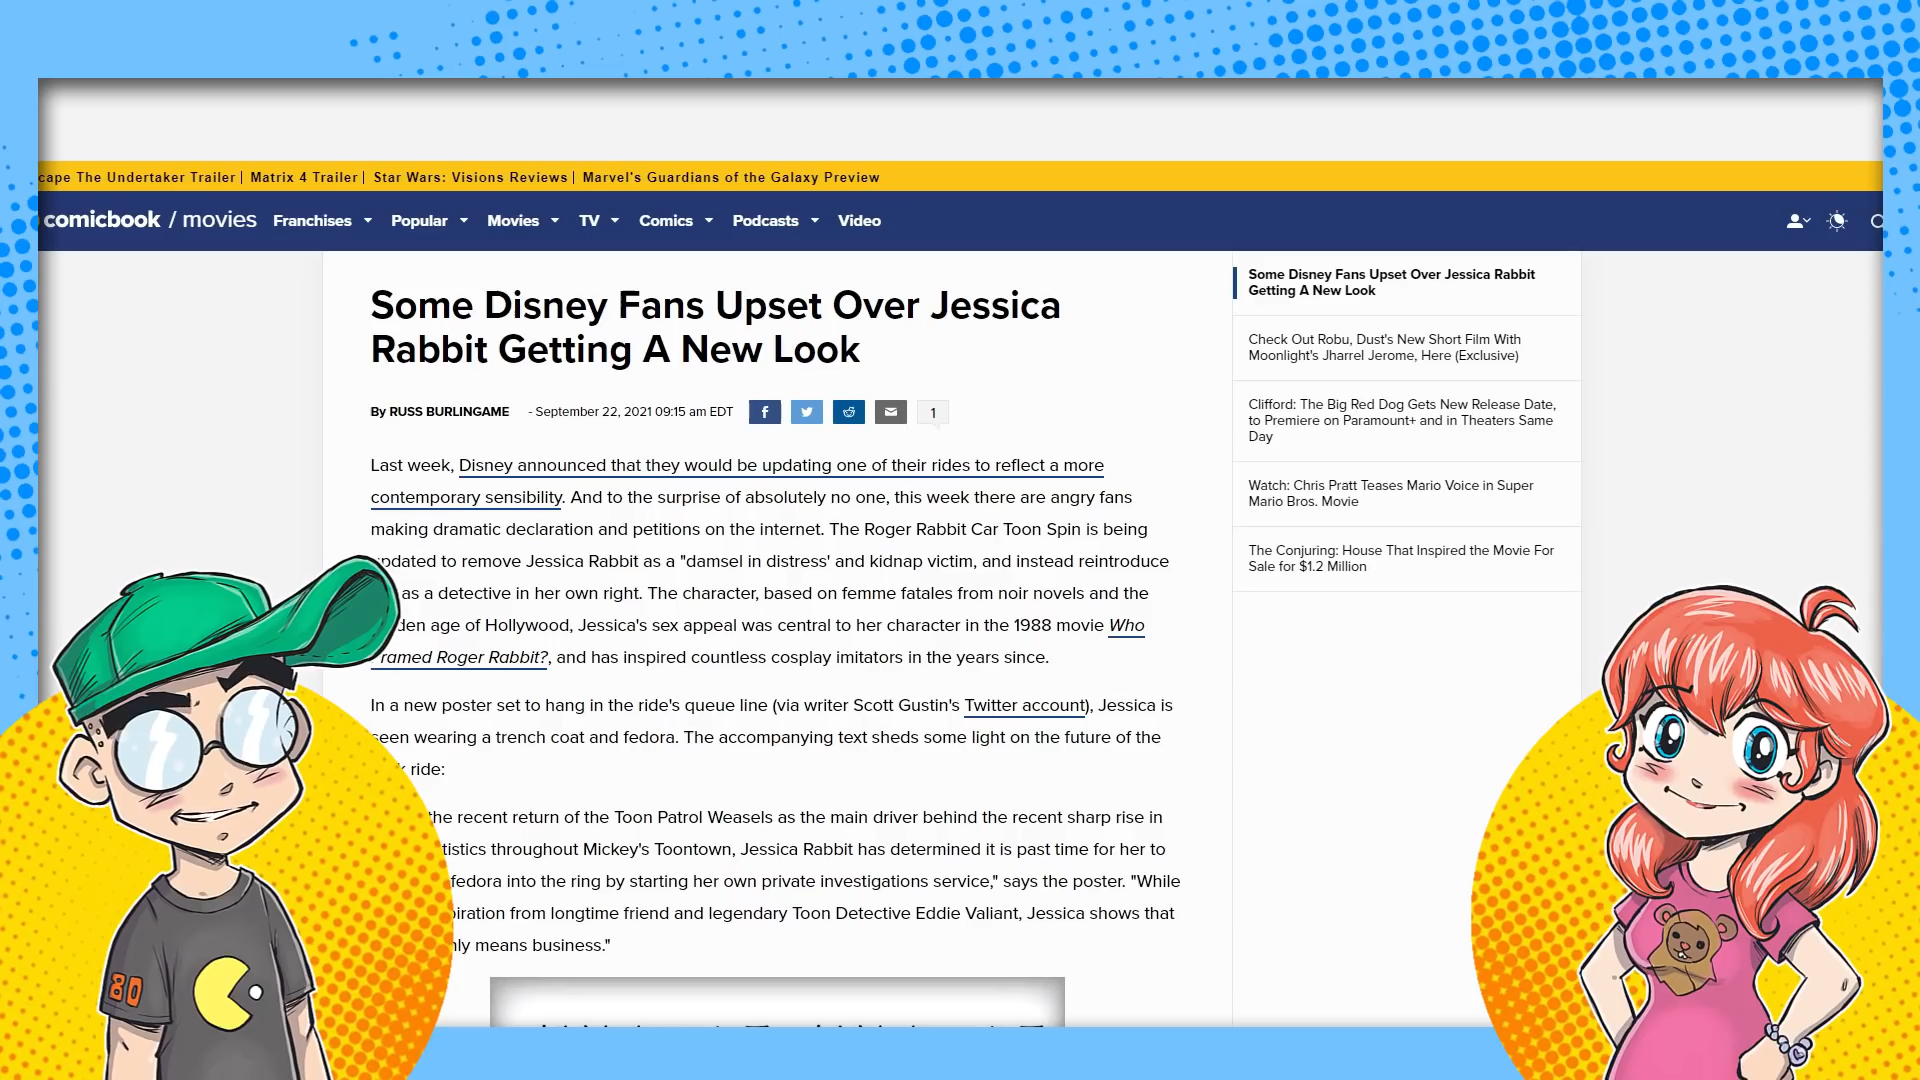 cape The Undertaker Trailer | Matrix 4 Trailer | Star Wars: Visions Reviews | Marvel's Guardians of the Galaxy Preview
comicbook / movies Franchises Popular Movies TV Comics Podcasts Video
Some Disney Fans Upset Over Jessica
Rabbit Getting A New Look
By RUSS BURLINGAME - September 22, 2021 09:15 am EDT f 1
Last week, Disney announced that they would be updating one of their rides to reflect a more
contemporary sensibility. And to the surprise of absolutely no one, this week there are angry fans
making dramatic declaration and petitions on the internet. The Roger Rabbit Car Toon Spin is being
updated to remove Jessica Rabbit as a "damsel in distress' and kidnap victim, and instead reintroduce
as a detective in her own right. The character, based on femme fatales from noir novels and the
den age of Hollywood, Jessica's sex appeal was central to her character in the 1988 movie Who
ramed Roger Rabbit?, and has inspired countless cosplay imitators in the years since.
In a new poster set to hang in the ride's queue line (via writer Scott Gustin's Twitter account), Jessica is
seen wearing a trench coat and fedora. The accompanying text sheds some light on the future of the
ride:
the recent return of the Toon Patrol Weasels as the main driver behind the recent sharp rise in
tistics throughout Mickey's Toontown, Jessica Rabbit has determined it is past time for her to
fedora into the ring by starting her own private investigations service," says the poster. "While
piration from longtime friend and legendary Toon Detective Eddie Valiant, Jessica shows that
nly means business."
Some Disney Fans Upset Over Jessica Rabbit
Getting A New Look
Check Out Robu, Dust's New Short Film With
Moonlight's Jharrel Jerome, Here (Exclusive)
Clifford: The Big Red Dog Gets New Release Date,
to Premiere on Paramount+ and in Theaters Same
Day
Watch: Chris Pratt Teases Mario Voice in Super
Mario Bros. Movie
The Conjuring: House That Inspired the Movie For
Sale for $1.2 Million
80